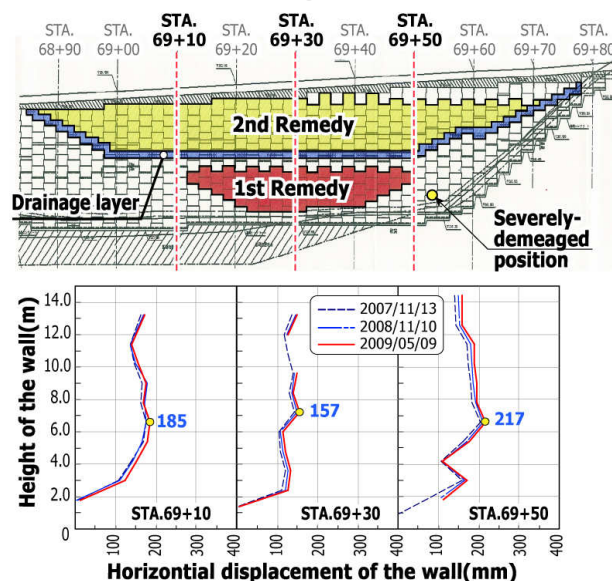 STA. 68+90
STA. 69+00
STA. 69+10
STA. 69+20
STA. 69+30
STA. 69+40
STA. 69+50
STA. 69+60
STA. 69+70
STA. 69+80
2nd Remedy
1st Remedy
Drainage layer
Severely-
demeaged
position
Height of the wall(m)
14.0
12.0
10.0
8.0
6.0
4.0
2.0
0
2007/11/13
2008/11/10
2009/05/09
185
157
217
STA.69+10
STA.69+30
STA.69+50
100
200
300
400
100
200
300
400
100
200
300
400
Horizontial displacement of the wall(mm)